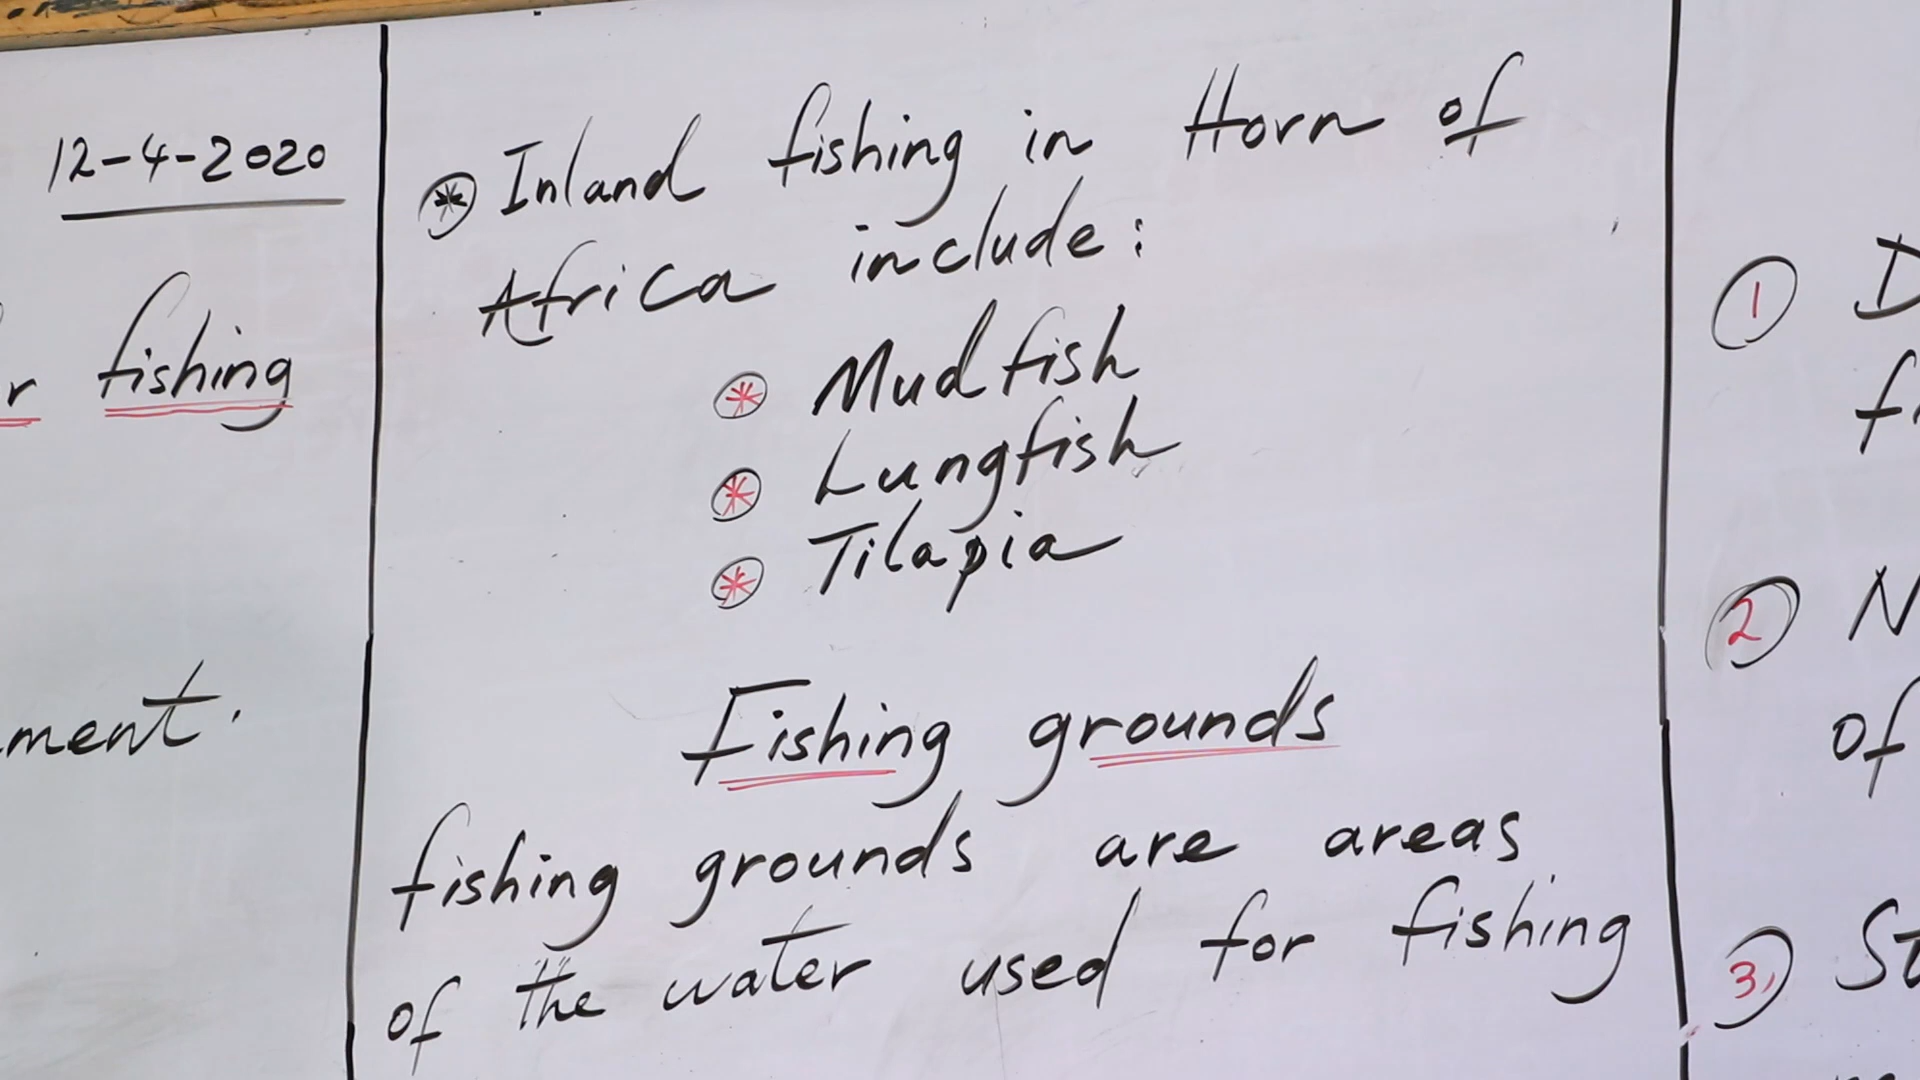 12-4-2020
fishing
Inland fishing in Horn of
Africa include:
Mudfish
Lungfish
Tilapia
Fishing grounds
fishing grounds are areas
of the water used for fishing
1
2
of
3